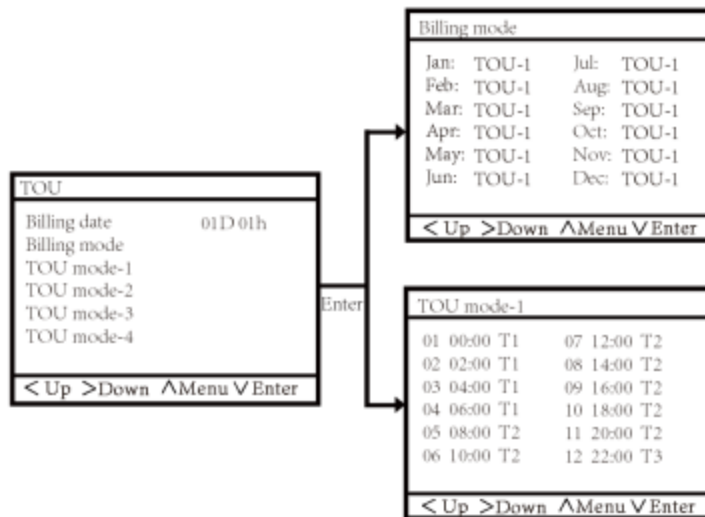 TOU
Billing date 01D 01h
Billing mode
TOU mode-1
TOU mode-2
TOU mode-3
TOU mode-4
< Up >Down ∧Menu ∨Enter
Enter
Billing mode
Jan: TOU-1 Jul: TOU-1
Feb: TOU-1 Aug: TOU-1
Mar: TOU-1 Sep: TOU-1
Apr: TOU-1 Oct: TOU-1
May: TOU-1 Nov: TOU-1
Jun: TOU-1 Dec: TOU-1
< Up >Down ∧Menu ∨Enter
TOU mode-1
01 00:00 T1 07 12:00 T2
02 02:00 T1 08 14:00 T2
03 04:00 T1 09 16:00 T2
04 06:00 T1 10 18:00 T2
05 08:00 T2 11 20:00 T2
06 10:00 T2 12 22:00 T3
< Up >Down ∧Menu ∨Enter